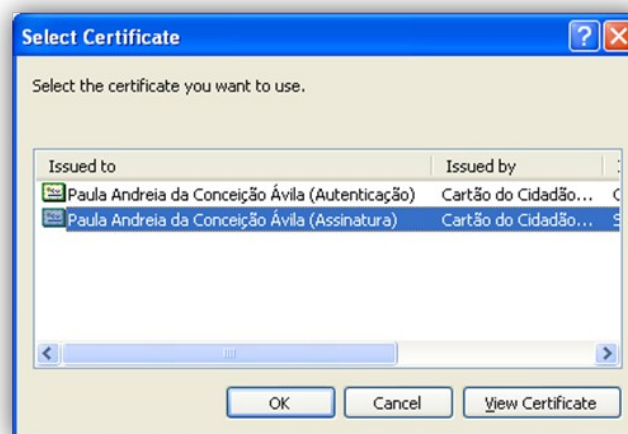 Select Certificate
Select the certificate you want to use.
Issued to Issued by
Paula Andreia da Conceição Ávila (Autenticação) Cartão do Cidadão...
Paula Andreia da Conceição Ávila (Assinatura) Cartão do Cidadão...
OK Cancel View Certificate